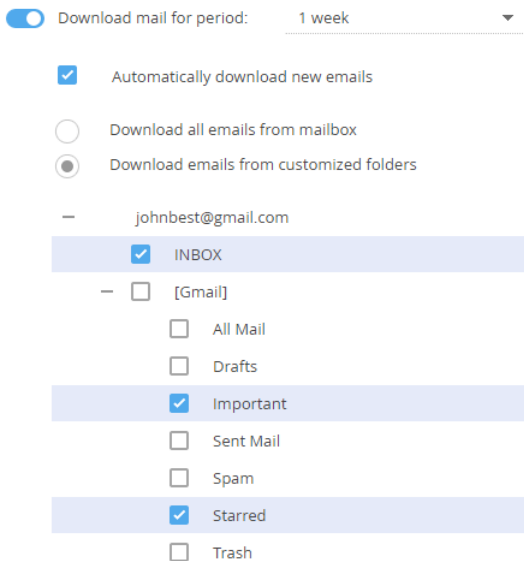 Download mail for period: 1 week
Automatically download new emails
Download all emails from mailbox
Download emails from customized folders
johnbest@gmail.com
INBOX
[Gmail]
All Mail
Drafts
Important
Sent Mail
Spam
Starred
Trash